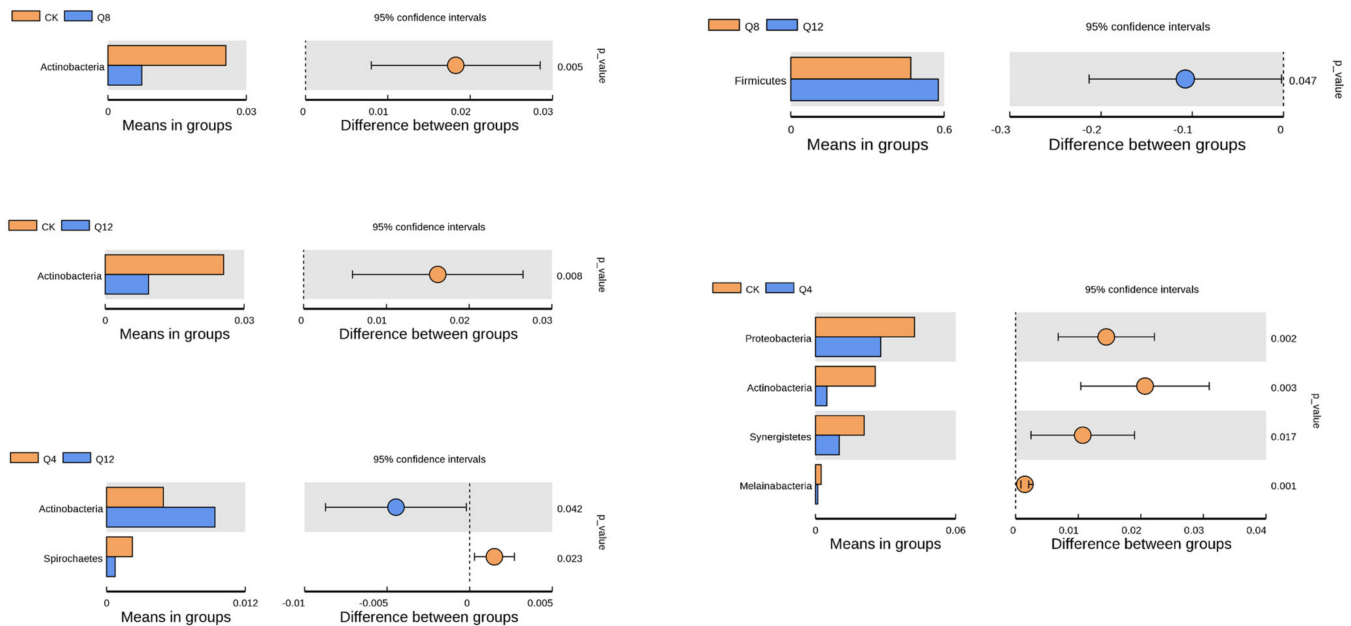 CK Q8
95% confidence intervals
Actinobacteria
0.005
p_value
0 0.03
0 0.01 0.02 0.03
Means in groups
Difference between groups
Q8 Q12
95% confidence intervals
Firmicutes
0.047
p_value
0 0.6
-0.3 -0.2 -0.1 0
Means in groups
Difference between groups
CK Q12
95% confidence intervals
Actinobacteria
0.008
p_value
0 0.03
0 0.01 0.02 0.03
Means in groups
Difference between groups
CK Q4
95% confidence intervals
Proteobacteria
0.002
Actinobacteria
0.003
Synergistetes
0.017
Melainabacteria
0.001
p_value
0 0.06
0 0.01 0.02 0.03 0.04
Means in groups
Difference between groups
Q4 Q12
95% confidence intervals
Actinobacteria
0.042
Spirochaetes
0.023
p_value
0 0.012
-0.01 -0.005 0 0.005
Means in groups
Difference between groups